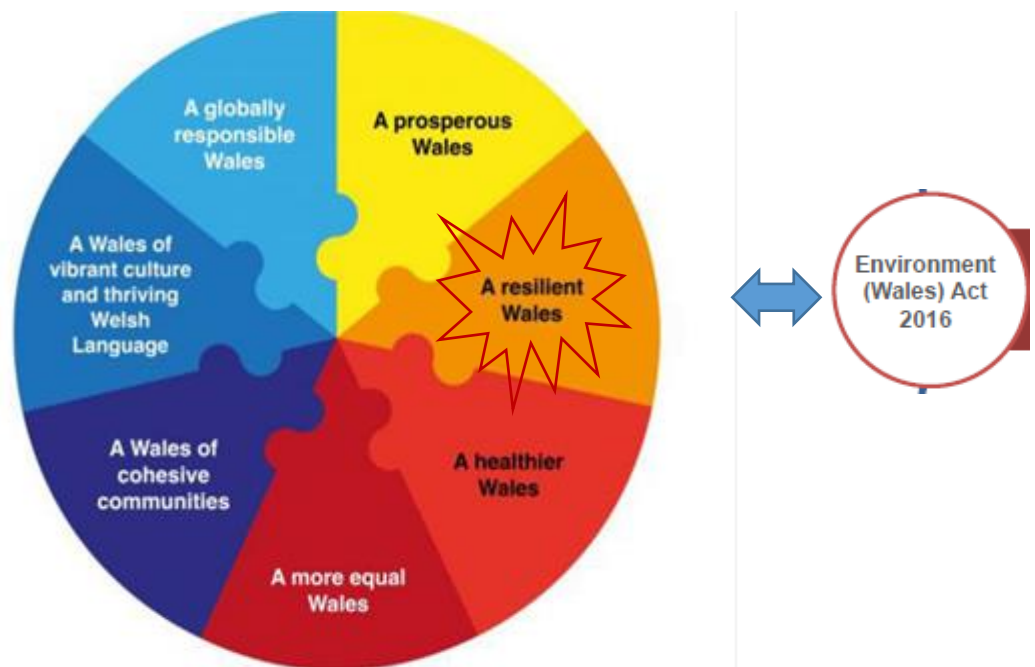 A globally
responsible
Wales
A prosperous
Wales
A Wales of
vibrant culture
and thriving
Welsh
Language
A resilient
Wales
Environment
(Wales) Act
2016
A Wales of
cohesive
communities
A healthier
Wales
A more equal
Wales